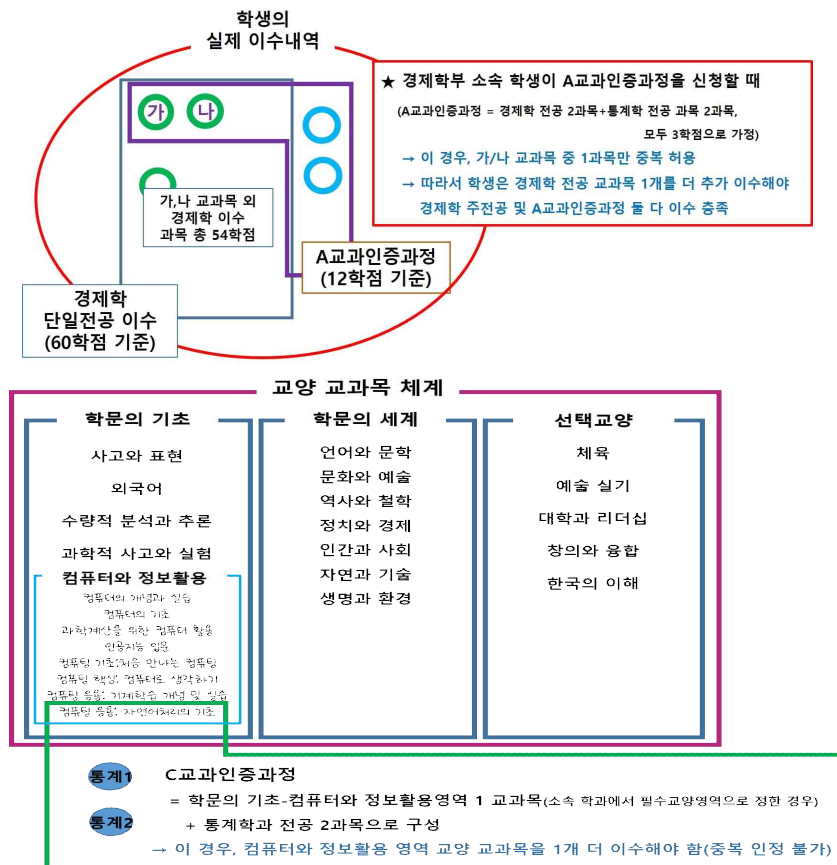 학생의
실제 이수내역
가
나
가,나 교과목 외
경제학 이수
과목 총 54학점
A교과인증과정
(12학점 기준)
경제학
단일전공 이수
(60학점 기준)
★ 경제학부 소속 학생이 A교과인증과정을 신청할 때
(A교과인증과정 = 경제학 전공 2과목+통계학 전공 과목 2과목,
모두 3학점으로 가정)
→ 이 경우, 가/나 교과목 중 1과목만 중복 허용
→ 따라서 학생은 경제학 전공 교과목 1개를 더 추가 이수해야
경제학 주전공 및 A교과인증과정 둘 다 이수 충족
교양 교과목 체계
학문의 기초
사고와 표현
외국어
수량적 분석과 추론
과학적 사고와 실험
컴퓨터와 정보활용
컴퓨터의 개념과 실습
컴퓨터의 기초
과학계산을 위한 컴퓨터 활용
인공지능 입문
컴퓨팅 기초:처음 만나는 컴퓨팅
컴퓨팅 핵심: 컴퓨터로 생각하기
컴퓨팅 응용: 기계학습 개념 및 실습
컴퓨팅 응용: 자연어처리의 기초
학문의 세계
언어와 문학
문화와 예술
역사와 철학
정치와 경제
인간과 사회
자연과 기술
생명과 환경
선택교양
체육
예술 실기
대학과 리더십
창의와 융합
한국의 이해
통계1
통계2
C교과인증과정
= 학문의 기초-컴퓨터와 정보활용영역 1 교과목(소속 학과에서 필수교양영역으로 정한 경우)
+ 통계학과 전공 2과목으로 구성
→ 이 경우, 컴퓨터와 정보활용 영역 교양 교과목을 1개 더 이수해야 함(중복 인정 불가)